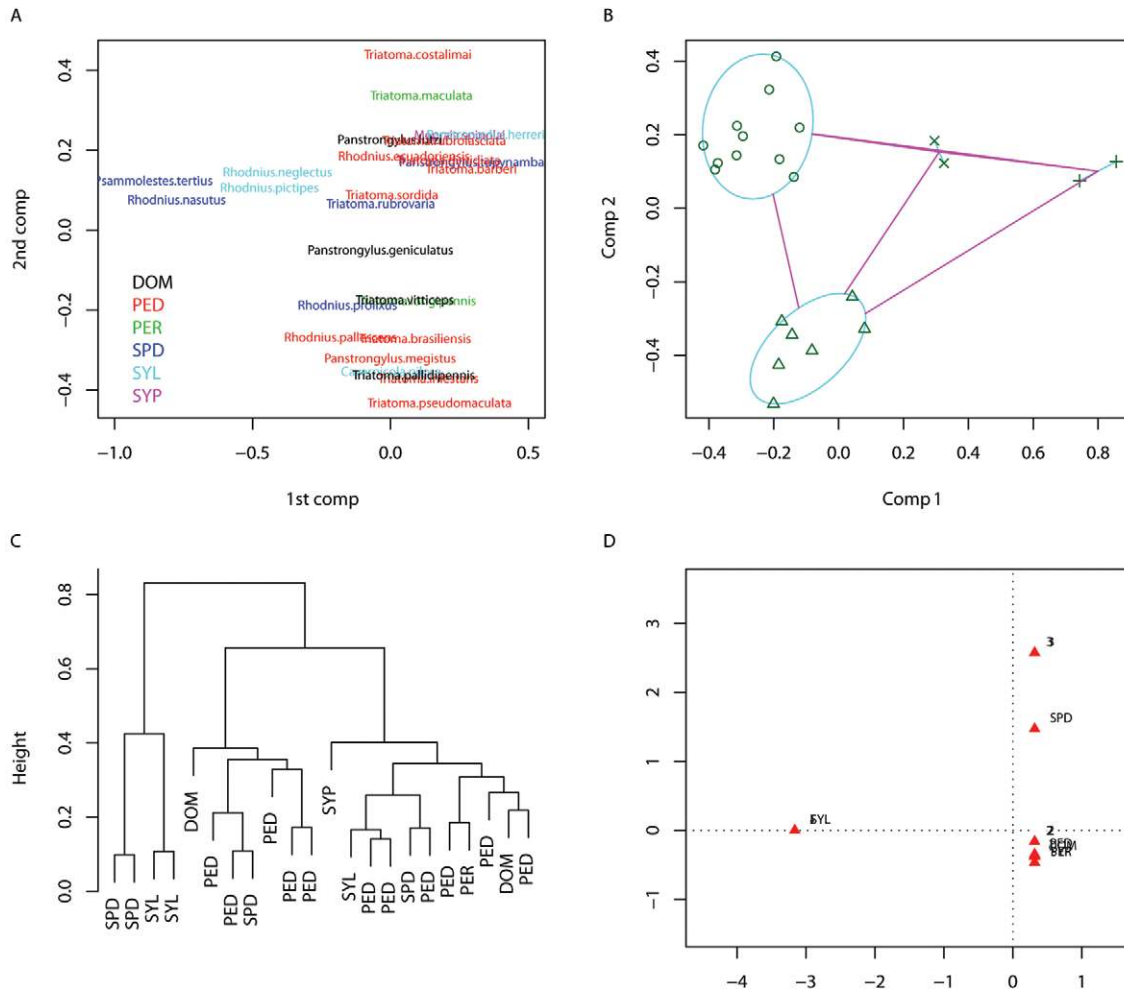 A
2nd comp
0.4
0.2
0.0
−0.2
−0.4
Triatoma.costalimai
Triatoma.maculata
Panstrongylus.lutzi
Rhodnius.ecuadoriensis
Triatoma.barberi
Rhodnius.neglectus
Psammolestes.tertius
Rhodnius.pictipes
Triatoma.sordida
Rhodnius.nasutus
Triatoma.rubrovaria
Panstrongylus.geniculatus
Triatoma.vitticeps
Rhodnius.prolixus
Rhodnius.pallescens
Triatoma.brasiliensis
Panstrongylus.megistus
Triatoma.pallidipennis
Triatoma.pseudomaculata
DOM
PED
PER
SPD
SYL
SYP
−1.0 −0.5 0.0 0.5
1st comp
B
Comp 2
0.4
0.2
0.0
−0.2
−0.4
−0.4 −0.2 0.0 0.2 0.4 0.6 0.8
Comp 1
C
Height
0.8
0.6
0.4
0.2
0.0
SPD SPD SYL SYL DOM PED PED SPD PED PED PED SYP SYL PED PED SPD PED PED PER PED DOM PED
D
3
2
1
0
−1
3
SPD
SYL
2
−4 −3 −2 −1 0 1